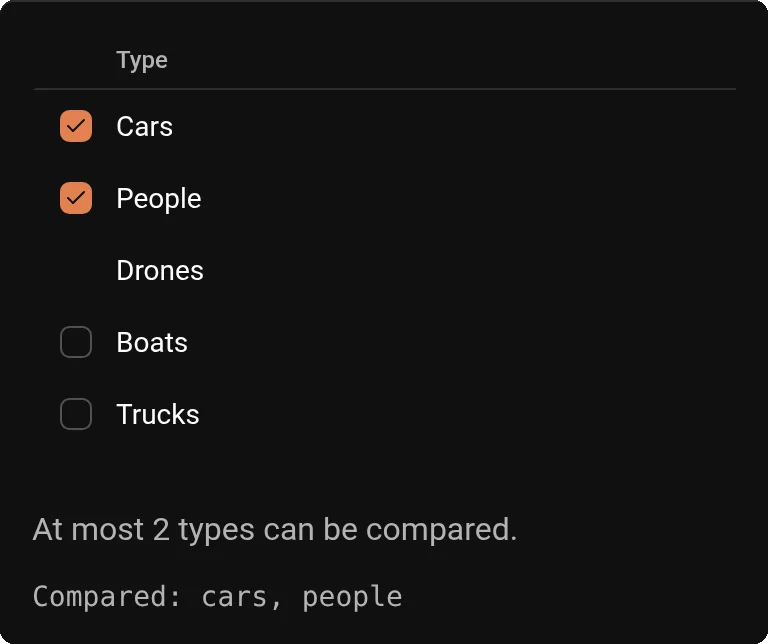 Type
Cars
People
Drones
Boats
Trucks
At most 2 types can be compared.
Compared: cars, people